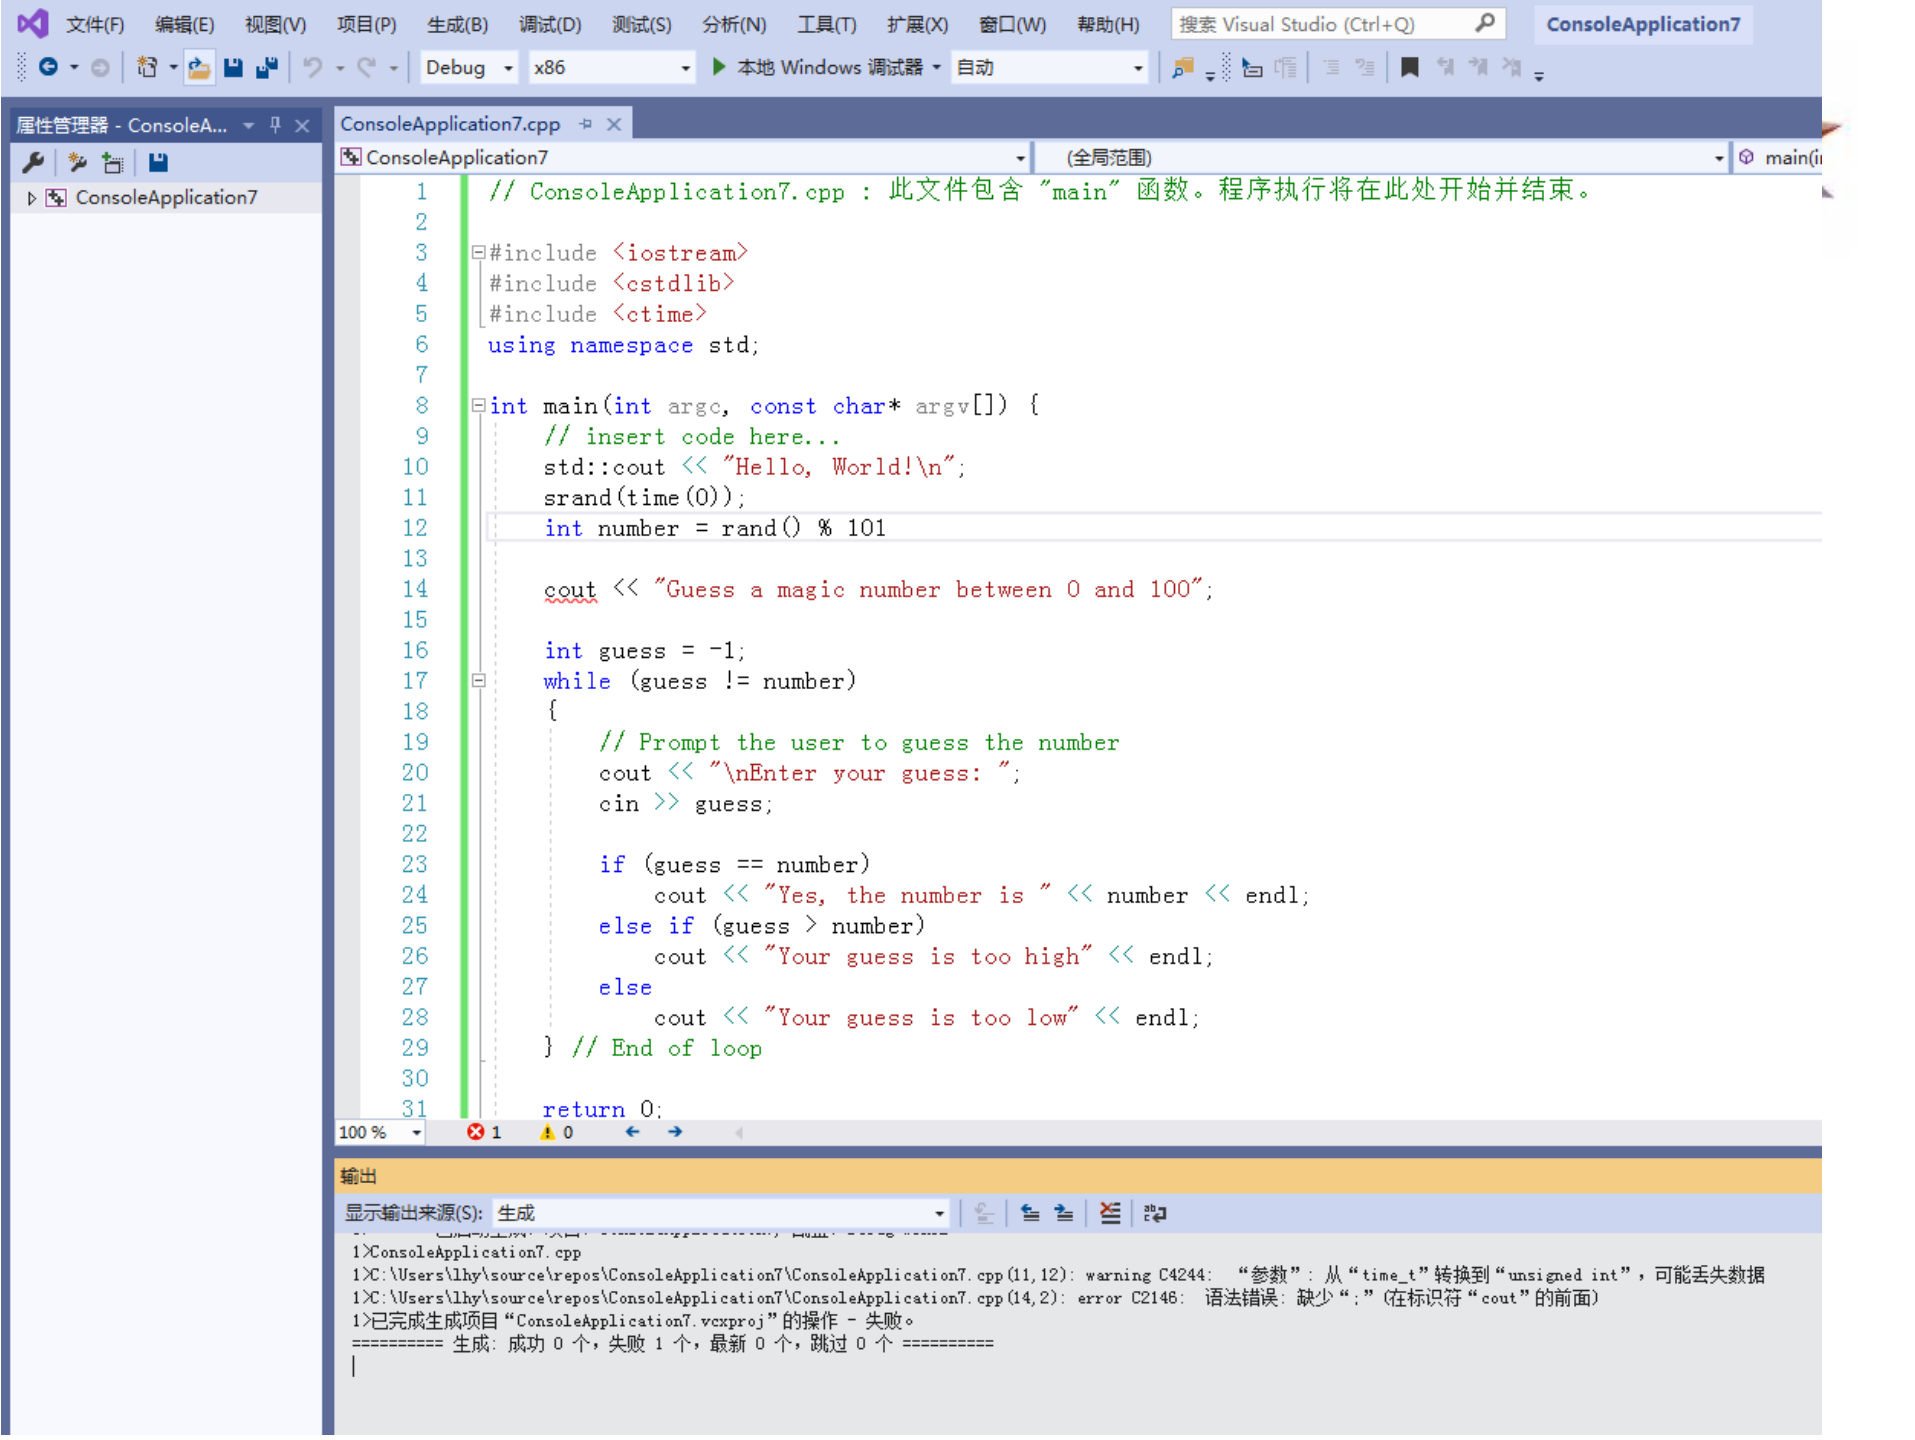 文件(F) 编辑(E) 视图(V) 项目(P) 生成(B) 调试(D) 测试(S) 分析(N) 工具(T) 扩展(X) 窗口(W) 帮助(H) 搜索 Visual Studio (Ctrl+Q) ConsoleApplication7
Debug x86 本地 Windows 调试器 自动
属性管理器 - ConsoleA...
ConsoleApplication7
ConsoleApplication7.cpp
ConsoleApplication7 (全局范围) main(i
1 // ConsoleApplication7.cpp : 此文件包含 "main" 函数。程序执行将在此处开始并结束。
2
3 #include <iostream>
4 #include <cstdlib>
5 #include <ctime>
6 using namespace std;
7
8 int main(int argc, const char* argv[]) {
9 // insert code here...
10 std::cout << "Hello, World!\n";
11 srand(time(0));
12 int number = rand() % 101
13
14 cout << "Guess a magic number between 0 and 100";
15
16 int guess = -1;
17 while (guess != number)
18 {
19 // Prompt the user to guess the number
20 cout << "\nEnter your guess: ";
21 cin >> guess;
22
23 if (guess == number)
24 cout << "Yes, the number is " << number << endl;
25 else if (guess > number)
26 cout << "Your guess is too high" << endl;
27 else
28 cout << "Your guess is too low" << endl;
29 } // End of loop
30
31 return 0;
100 % 1 0
输出
显示输出来源(S): 生成
1>ConsoleApplication7.cpp
1>C:\Users\lhy\source\repos\ConsoleApplication7\ConsoleApplication7.cpp(11,12): warning C4244: “参数”: 从“time_t”转换到“unsigned int”，可能丢失数据
1>C:\Users\lhy\source\repos\ConsoleApplication7\ConsoleApplication7.cpp(14,2): error C2146: 语法错误: 缺少“;”(在标识符“cout”的前面)
1>已完成生成项目“ConsoleApplication7.vcxproj”的操作 - 失败。
========== 生成: 成功 0 个，失败 1 个，最新 0 个，跳过 0 个 ==========